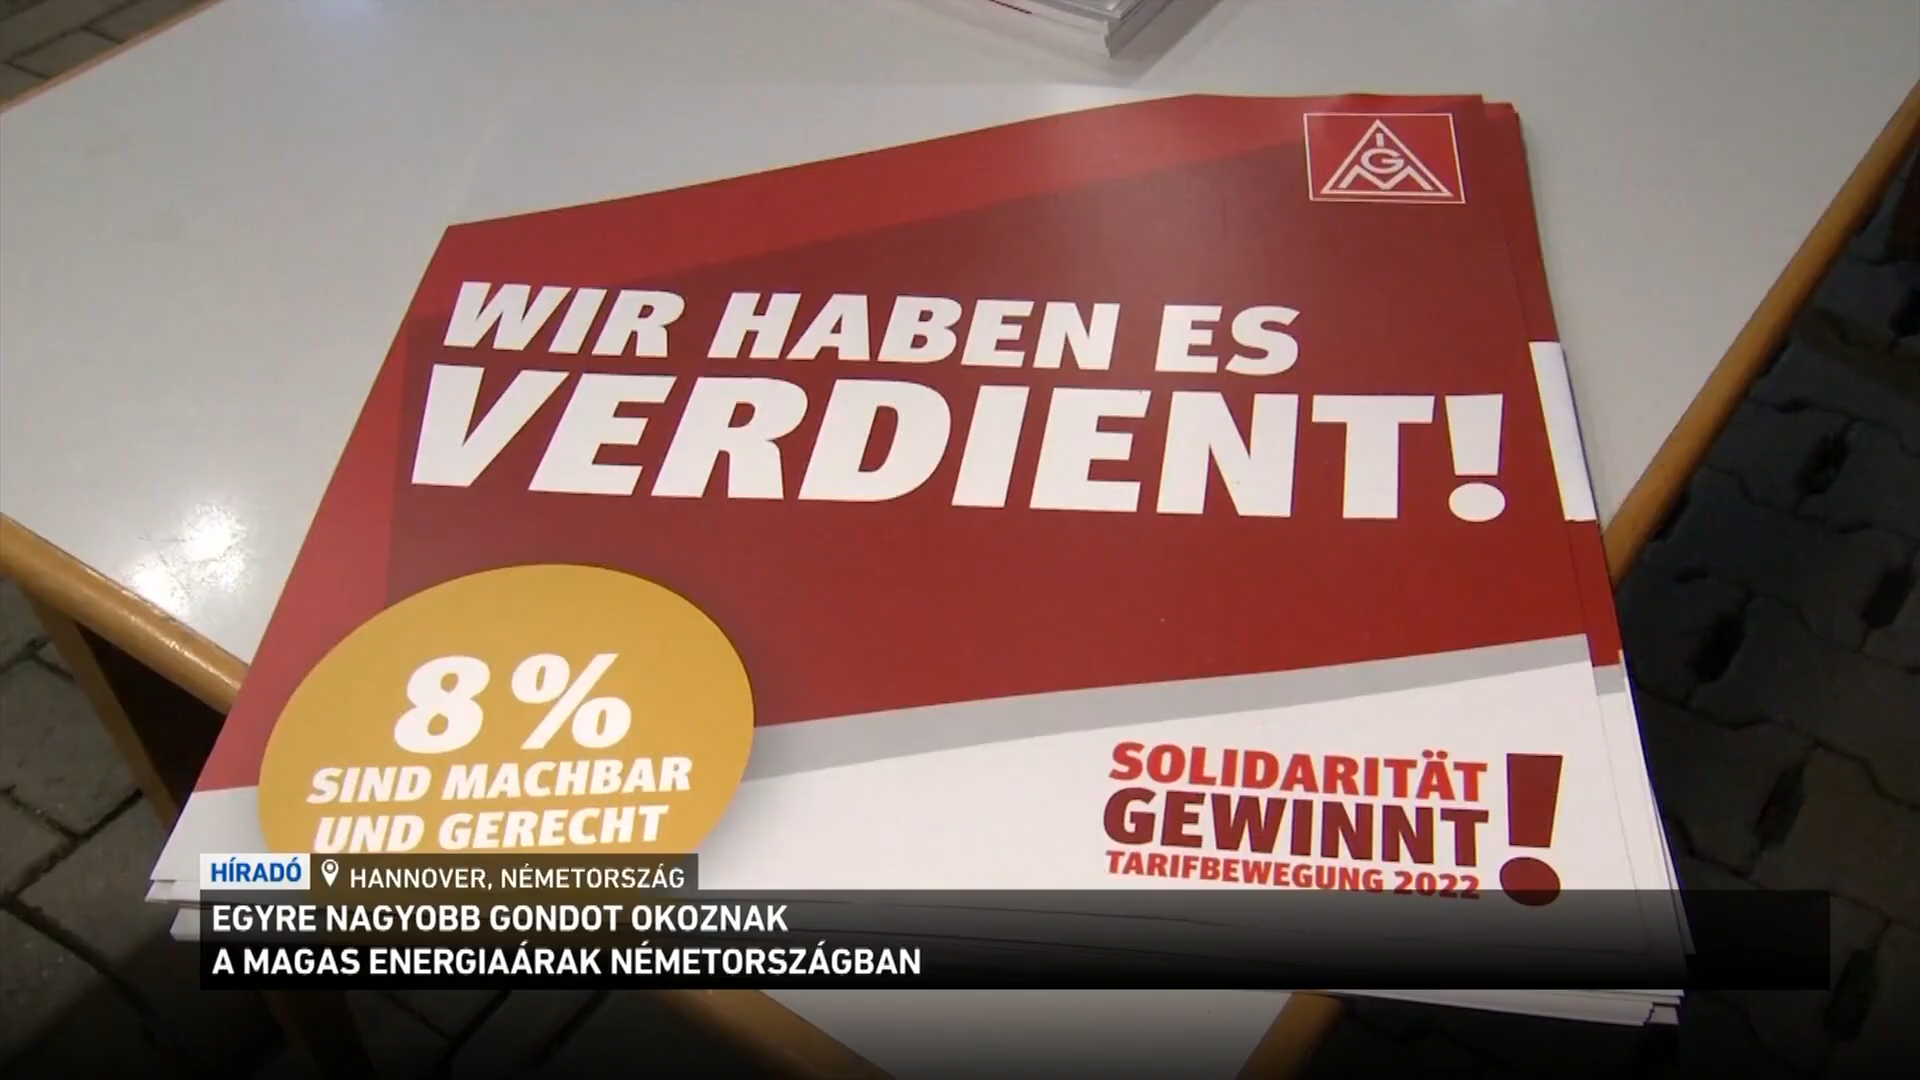 IGM
WIR HABEN ES
VERDIENT!
8%
SIND MACHBAR
UND GERECHT
SOLIDARITÄT
GEWINNT!
TARIFBEWEGUNG 2022
HÍRADÓ
HANNOVER, NÉMETORSZÁG
EGYRE NAGYOBB GONDOT OKOZNAK
A MAGAS ENERGIAÁRAK NÉMETORSZÁGBAN